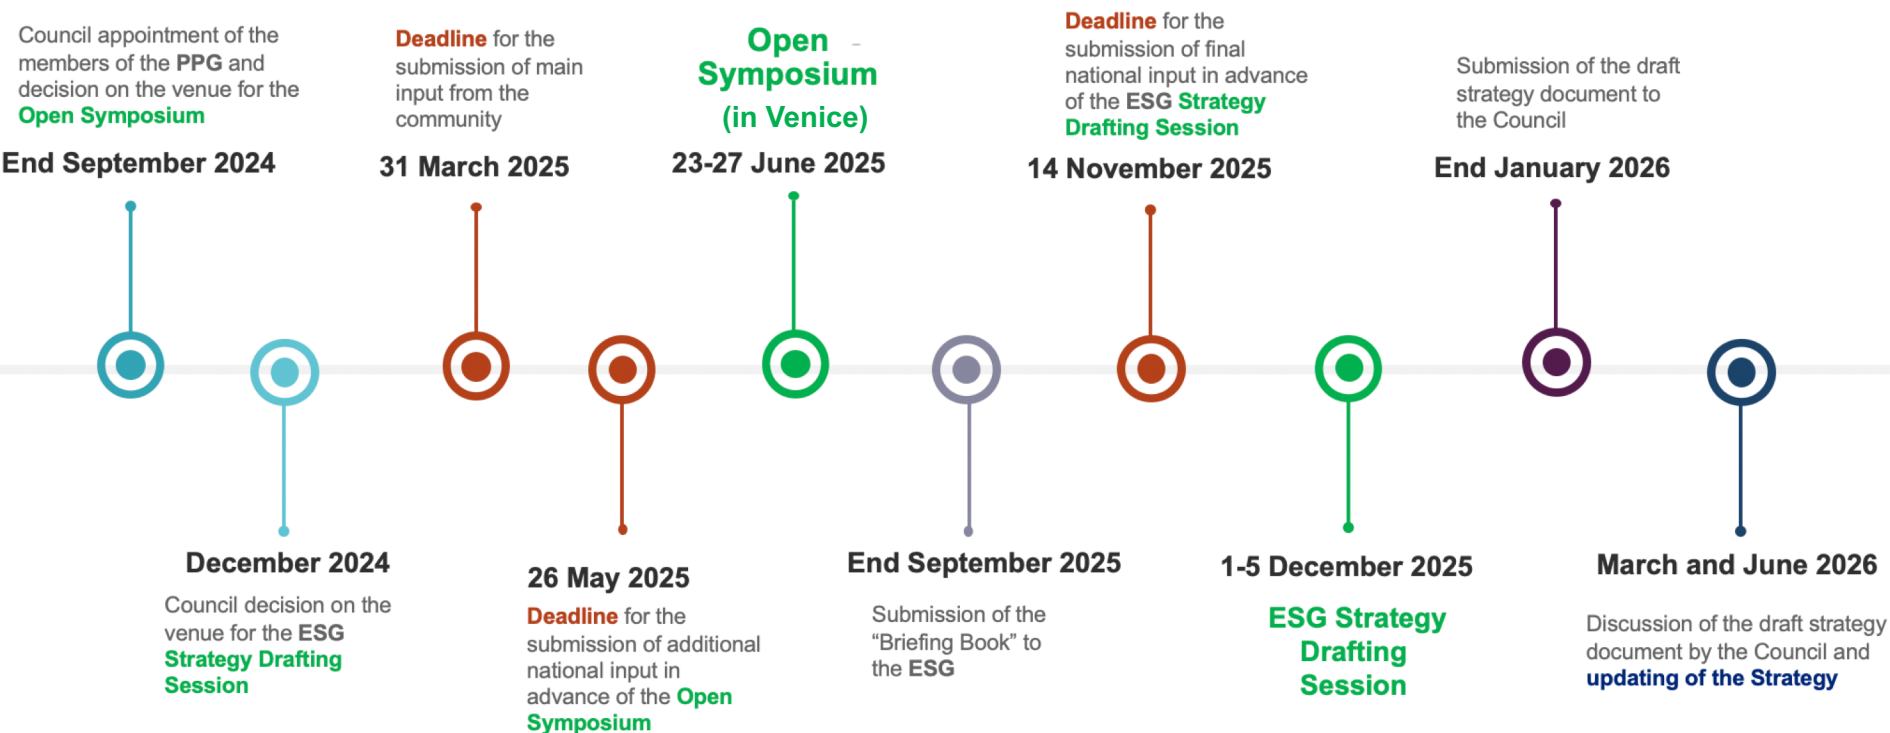 Council appointment of the
members of the PPG and
decision on the venue for the
Open Symposium
End September 2024
December 2024
Council decision on the
venue for the ESG
Strategy Drafting
Session
Deadline for the
submission of main
input from the
community
31 March 2025
26 May 2025
Deadline for the
submission of additional
national input in
advance of the Open
Symposium
Open
Symposium
(in Venice)
23-27 June 2025
End September 2025
Submission of the
“Briefing Book” to
the ESG
Deadline for the
submission of final
national input in advance
of the ESG Strategy
Drafting Session
14 November 2025
1-5 December 2025
ESG Strategy
Drafting
Session
Submission of the draft
strategy document to
the Council
End January 2026
March and June 2026
Discussion of the draft strategy
document by the Council and
updating of the Strategy